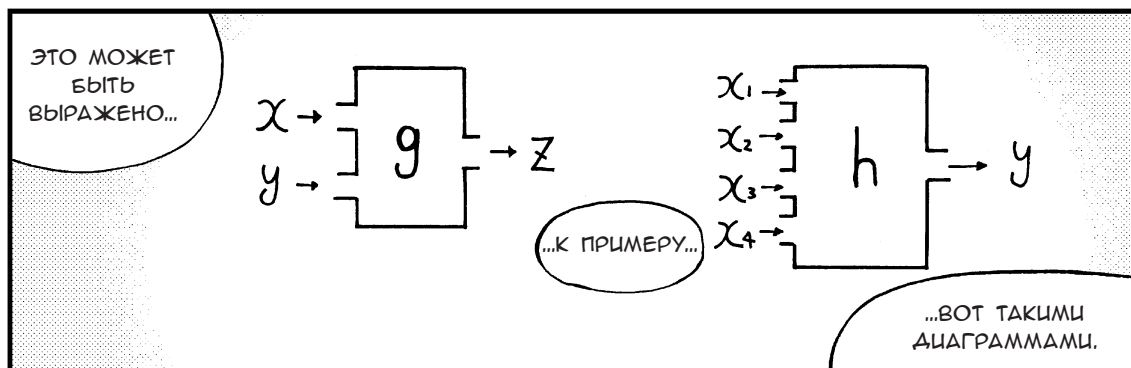 ЭТО МОЖЕТ
БЫТЬ
ВЫРАЖЕНО...
x → g → z
y →
...К ПРИМЕРУ...
x₁ →
x₂ →
x₃ →
x₄ →
h → y
...ВОТ ТАКИМИ
ДИАГРАММАМИ.